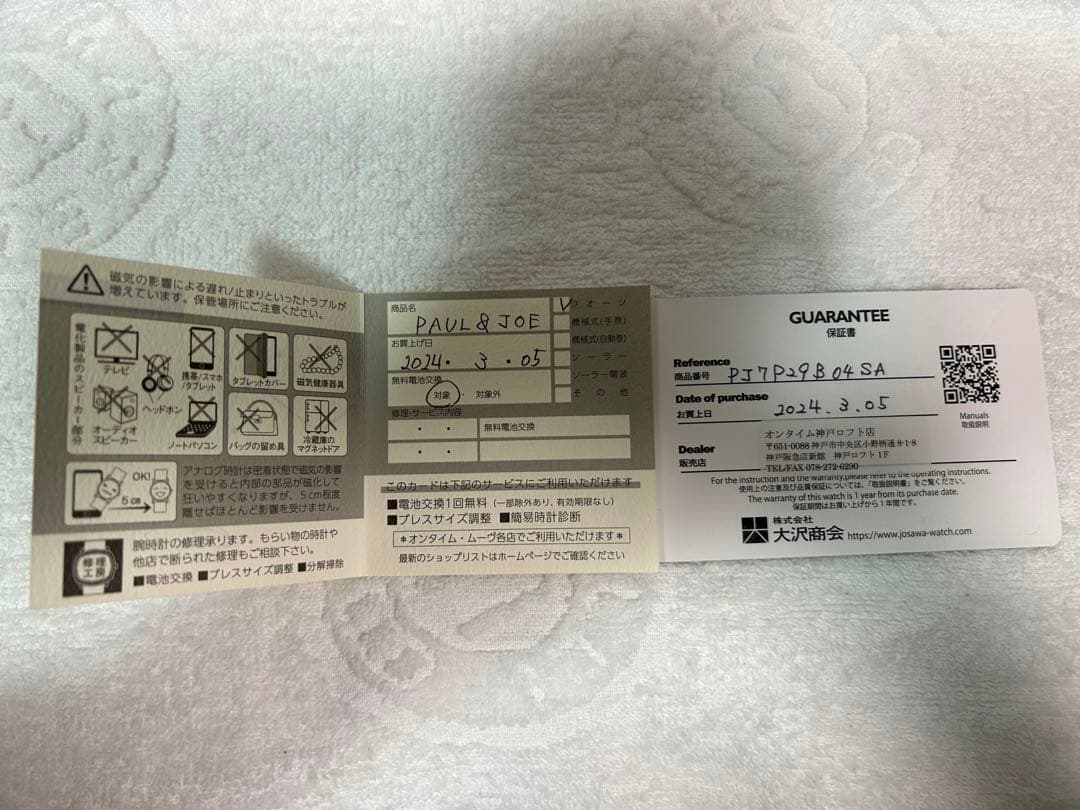 磁気の影響による遅れ/止まりといったトラブルが
増えています。保管場所にご注意ください。
電化製品のスピーカー部分
テレビ
ヘッドホン
オーディオ
スピーカー
携帯/スマホ
/タブレット
ノートパソコン
タブレットカバー
磁気健康器具
バッグの留め具
冷蔵庫の
マグネットドア
OK!
5cm
アナログ時計は密着状態で磁気の影響
を受けると内部の部品が磁化して
狂いやすくなりますが、5cm程度
離せばほとんど影響を受けません。
修理
工房
腕時計の修理承ります。もらい物の時計や
他店で断られた修理もご相談下さい。
■電池交換 ■ブレスサイズ調整 ■分解掃除
商品名
PAUL & JOE
お買上げ日
2024・3・05
無料電池交換
対象・対象外
V クオーツ
機械式(手巻)
機械式(自動巻)
ソーラー
ソーラー電波
その他
修理・サービス内容
・ ・ 無料電池交換
・ ・
このカードは下記のサービスにご利用いただけます
■電池交換1回無料 (一部除外あり、有効期限なし)
■ブレスサイズ調整 ■簡易時計診断
*オンタイム・ムーヴ各店でご利用いただけます*
最新のショップリストはホームページでご確認ください
GUARANTEE
保証書
Reference
商品番号 PJ7P29B04SA
Date of purchase
お買上日 2024.3.05
Manuals
取扱説明
Dealer
販売店
オンタイム神戸ロフト店
〒651-0088 神戸市中央区小野柄通 8-1-8
神戸阪急店新館 神戸ロフト1F
TEL/FAX 078-272-6290
For the instruction and the warranty,please refer to the operating instructions.
使用上の注意及び品質保証については、「取扱説明書」をご覧ください。
The warranty of this watch is 1 year from its purchase date.
保証期間はお買い上げから1年間です。
株式会社
大沢商会 https://www.josawa-watch.com